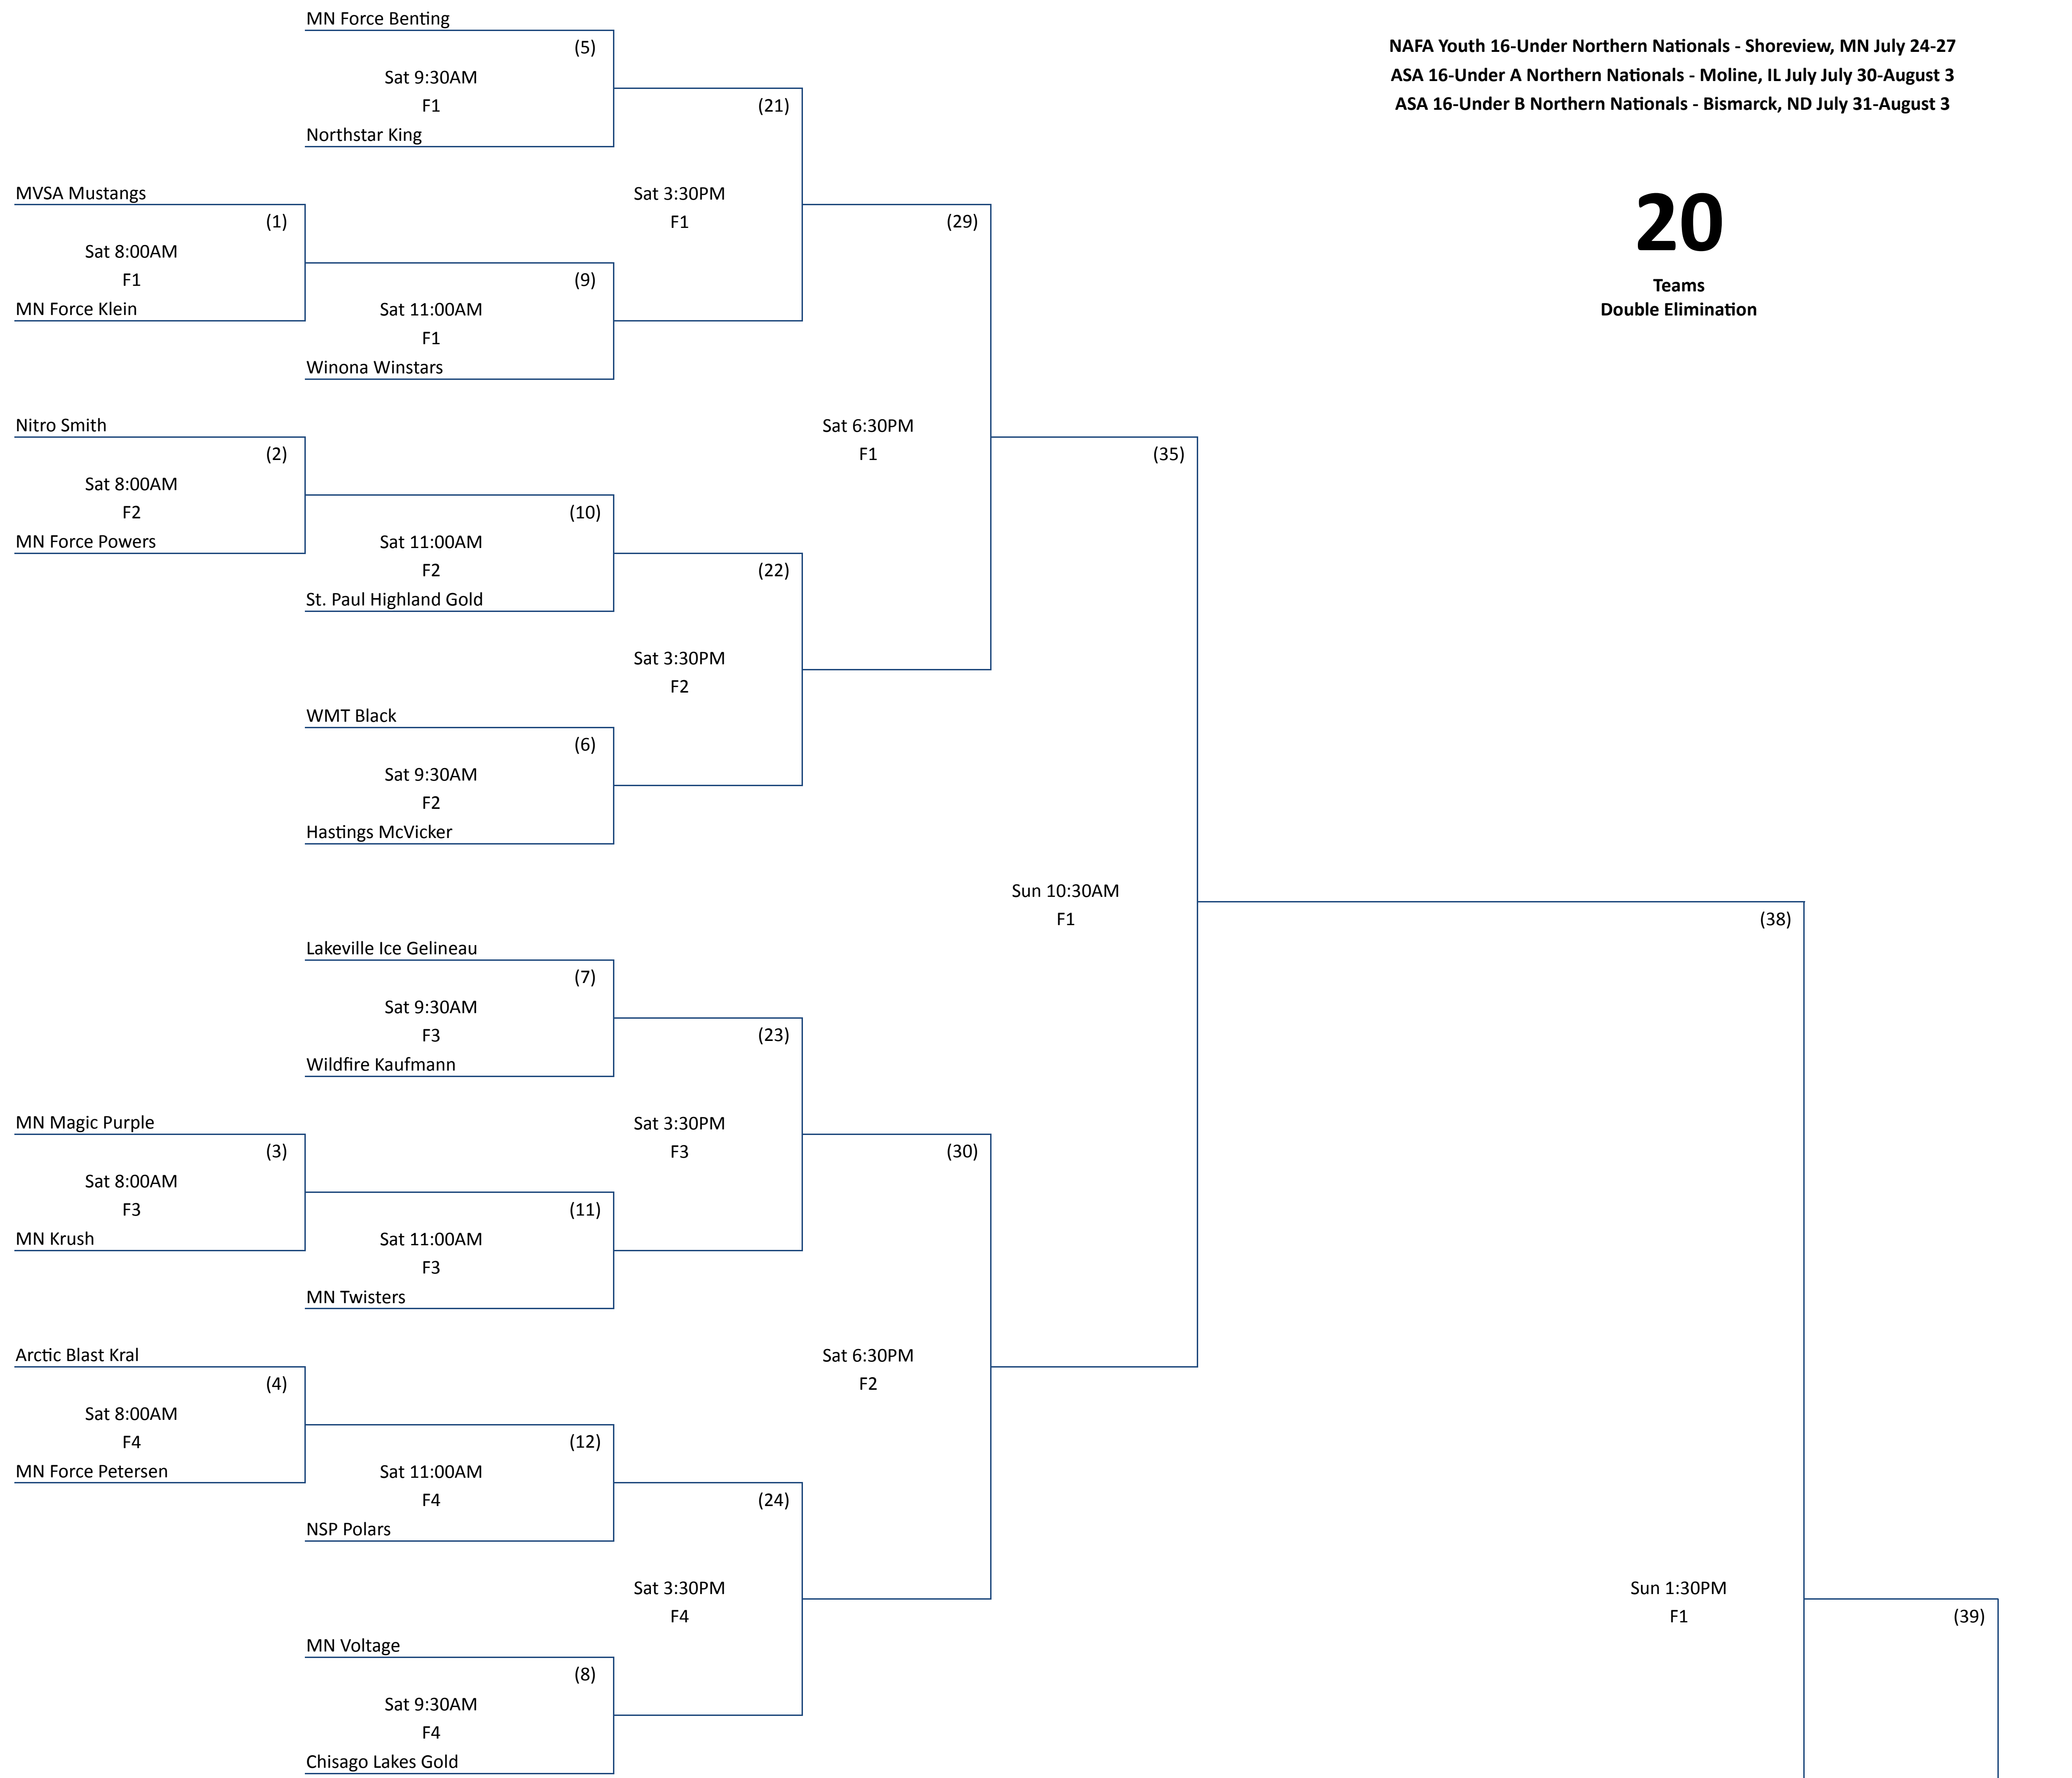 MN Force Benting
(5)
Sat 9:30AM
F1
Northstar King
NAFA Youth 16-Under Northern Nationals - Shoreview, MN July 24-27
ASA 16-Under A Northern Nationals - Moline, IL July July 30-August 3
ASA 16-Under B Northern Nationals - Bismarck, ND July 31-August 3
20
Teams
Double Elimination
(21)
Sat 3:30PM
F1
MVSA Mustangs
(1)
Sat 8:00AM
F1
MN Force Klein
(9)
Sat 11:00AM
F1
Winona Winstars
(29)
Sat 6:30PM
F1
Nitro Smith
(2)
Sat 8:00AM
F2
MN Force Powers
(10)
Sat 11:00AM
F2
St. Paul Highland Gold
(22)
Sat 3:30PM
F2
WMT Black
(6)
Sat 9:30AM
F2
Hastings McVicker
(35)
Sun 10:30AM
F1
(38)
Lakeville Ice Gelineau
(7)
Sat 9:30AM
F3
Wildfire Kaufmann
(23)
Sat 3:30PM
F3
MN Magic Purple
(3)
Sat 8:00AM
F3
MN Krush
(11)
Sat 11:00AM
F3
MN Twisters
(30)
Sat 6:30PM
F2
Arctic Blast Kral
(4)
Sat 8:00AM
F4
MN Force Petersen
(12)
Sat 11:00AM
F4
NSP Polars
(24)
Sat 3:30PM
F4
MN Voltage
(8)
Sat 9:30AM
F4
Chisago Lakes Gold
Sun 1:30PM
F1
(39)